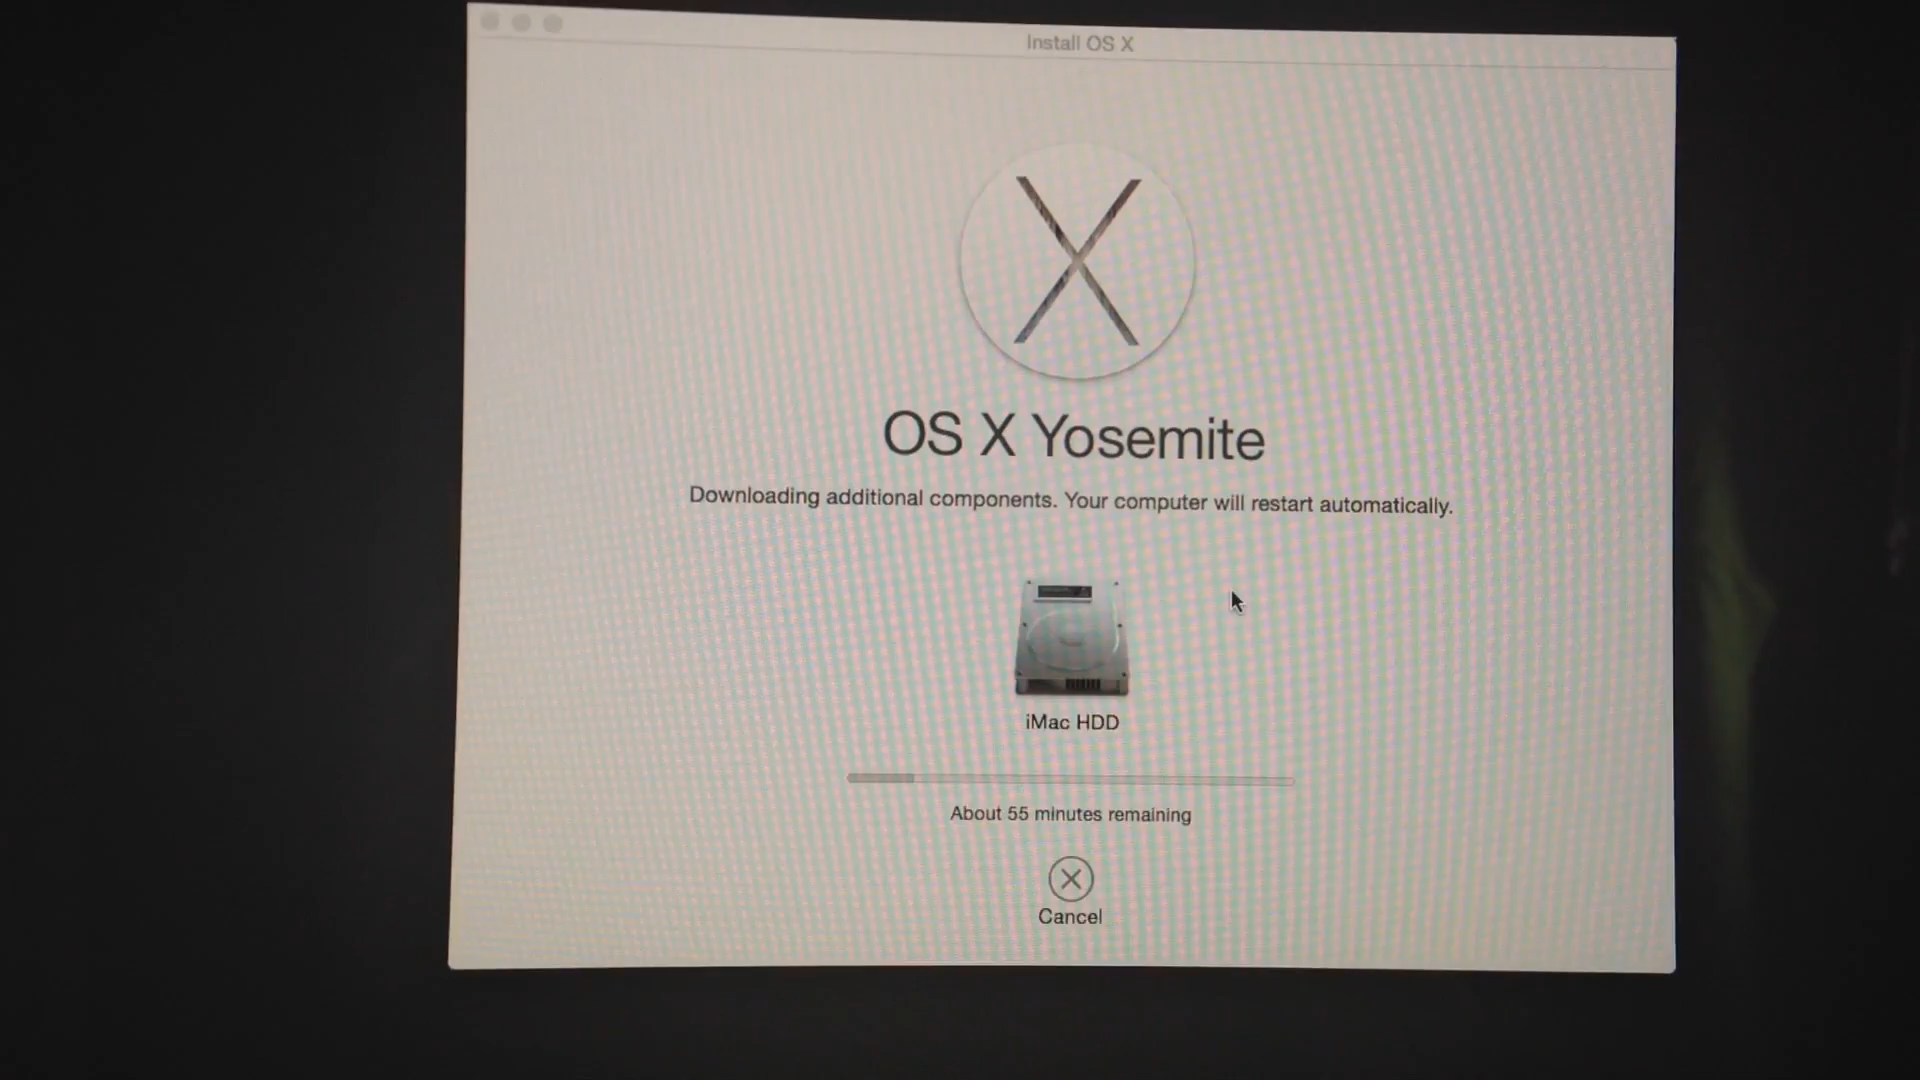 Install OS X
OS X Yosemite
Downloading additional components. Your computer will restart automatically.
iMac HDD
About 55 minutes remaining
Cancel